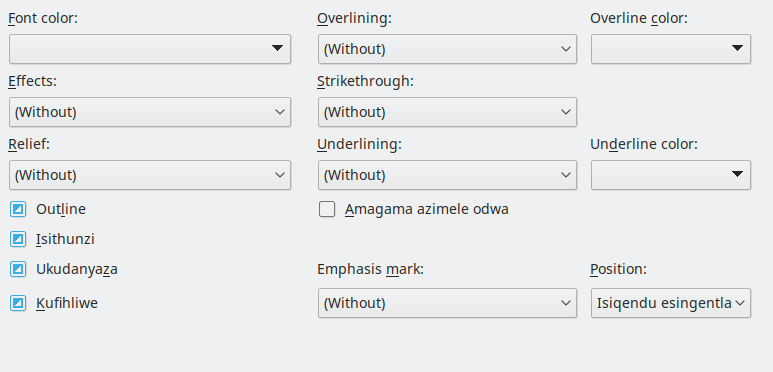 Font color: Overlining: Overline color:
(Without)
Effects: Strikethrough:
(Without) (Without)
Relief: Underlining: Underline color:
(Without) (Without)
Outline Amagama azimele odwa
Isithunzi
Ukudanyaza Emphasis mark: Position:
Kufihliwe (Without) Isiqendu esingentla